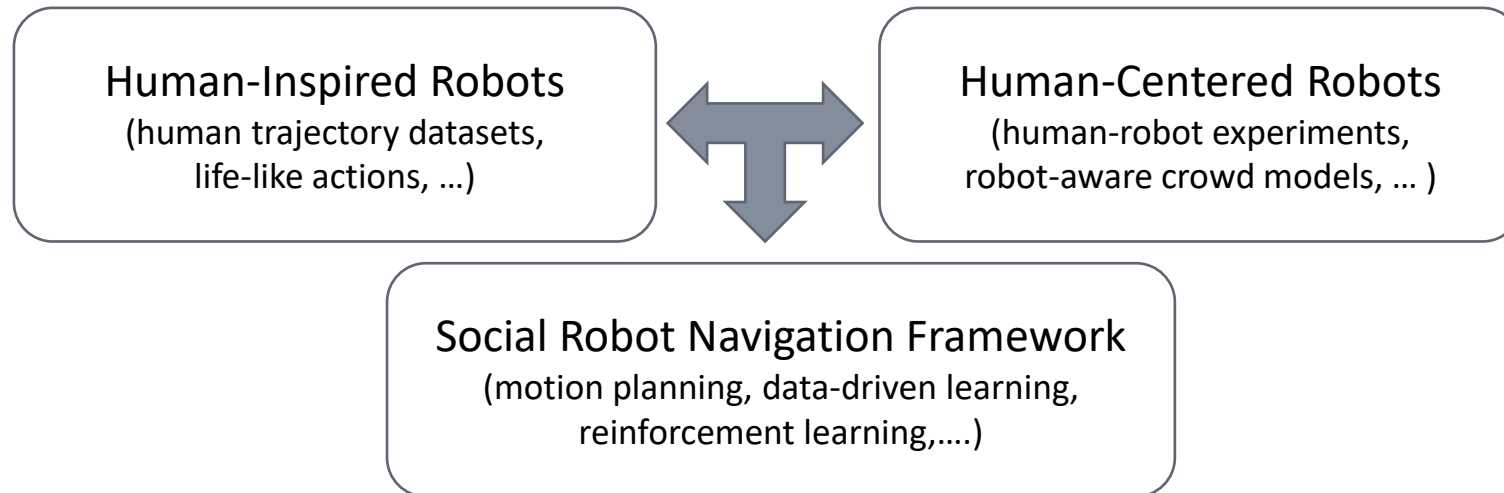 Human-Inspired Robots
(human trajectory datasets,
life-like actions, …)
Human-Centered Robots
(human-robot experiments,
robot-aware crowd models, … )
Social Robot Navigation Framework
(motion planning, data-driven learning,
reinforcement learning,….)